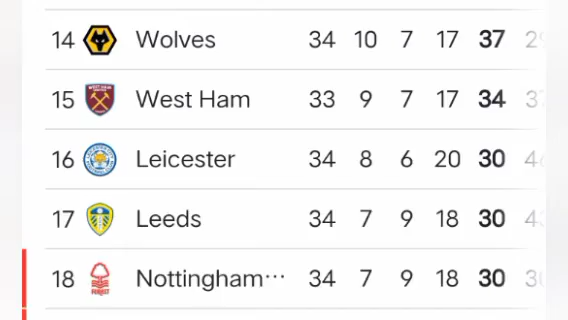 14 Wolves 34 10 7 17 37
15 West Ham 33 9 7 17 34
16 Leicester 34 8 6 20 30
17 Leeds 34 7 9 18 30
18 Nottingham… 34 7 9 18 30